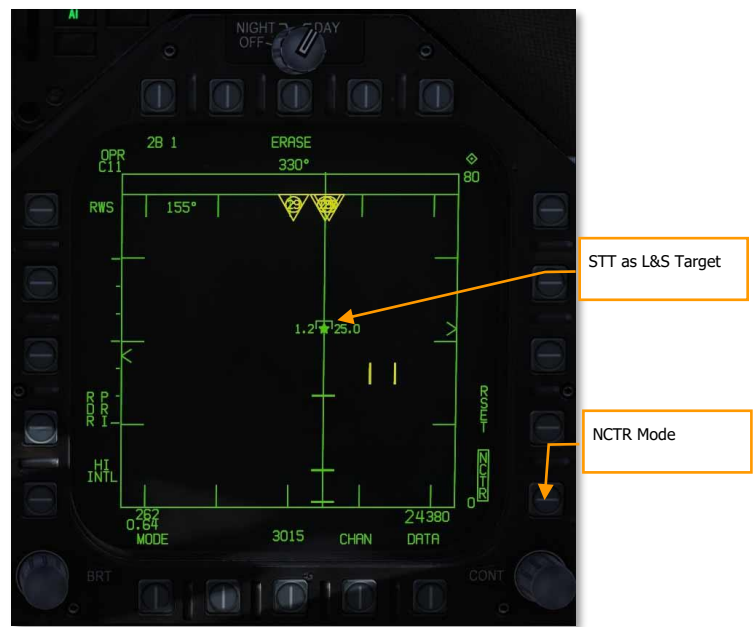 AI
NIGHT DAY
OFF
2B 1 ERASE
OPR
C11
330°
80
RWS 155°
29
STT as L&S Target
1.2 25.0
RDR
PRI
RSET
NCTR Mode
HI
INTL
NCTR
0
262
0.64
24380
MODE 3015 CHAN DATA
BRT CONT